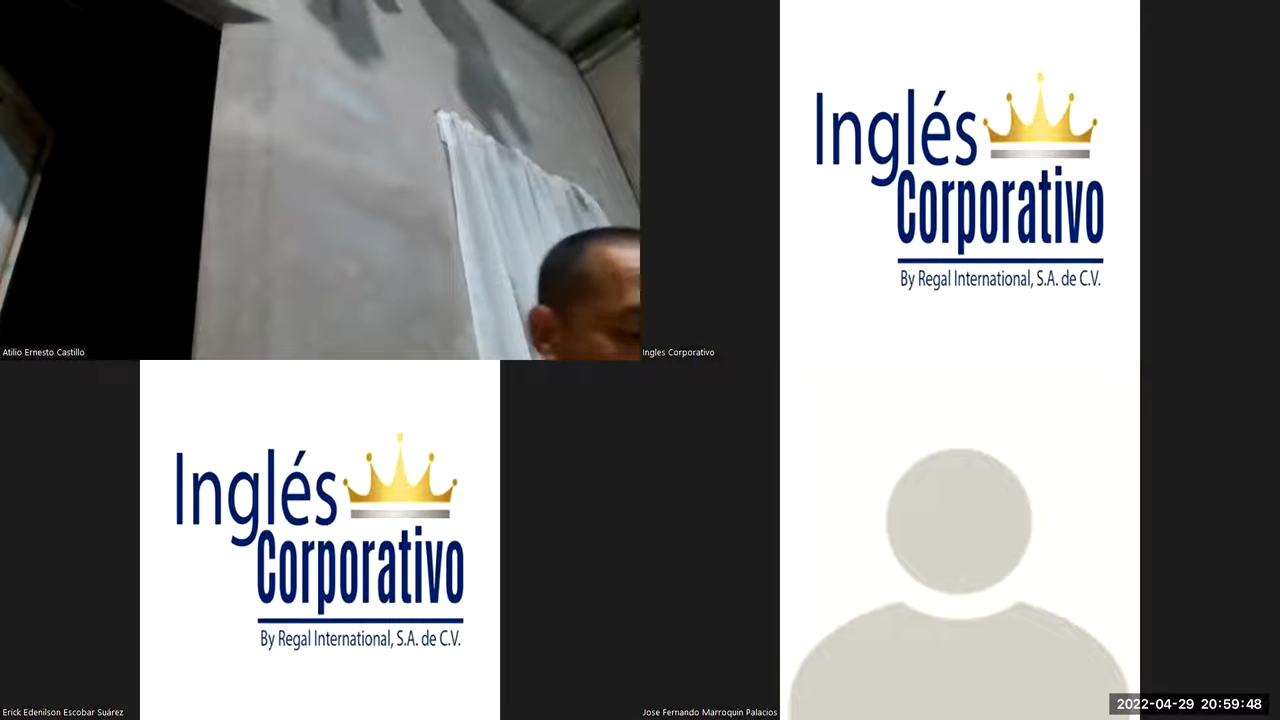 Inglés
Corporativo
By Regal International, S.A. de C.V.
Atilio Ernesto Castillo
Ingles Corporativo
Inglés
Corporativo
By Regal International, S.A. de C.V.
Erick Edenilson Escobar Suárez
Jose Fernando Marroquin Palacios
2022-04-29 20:59:48